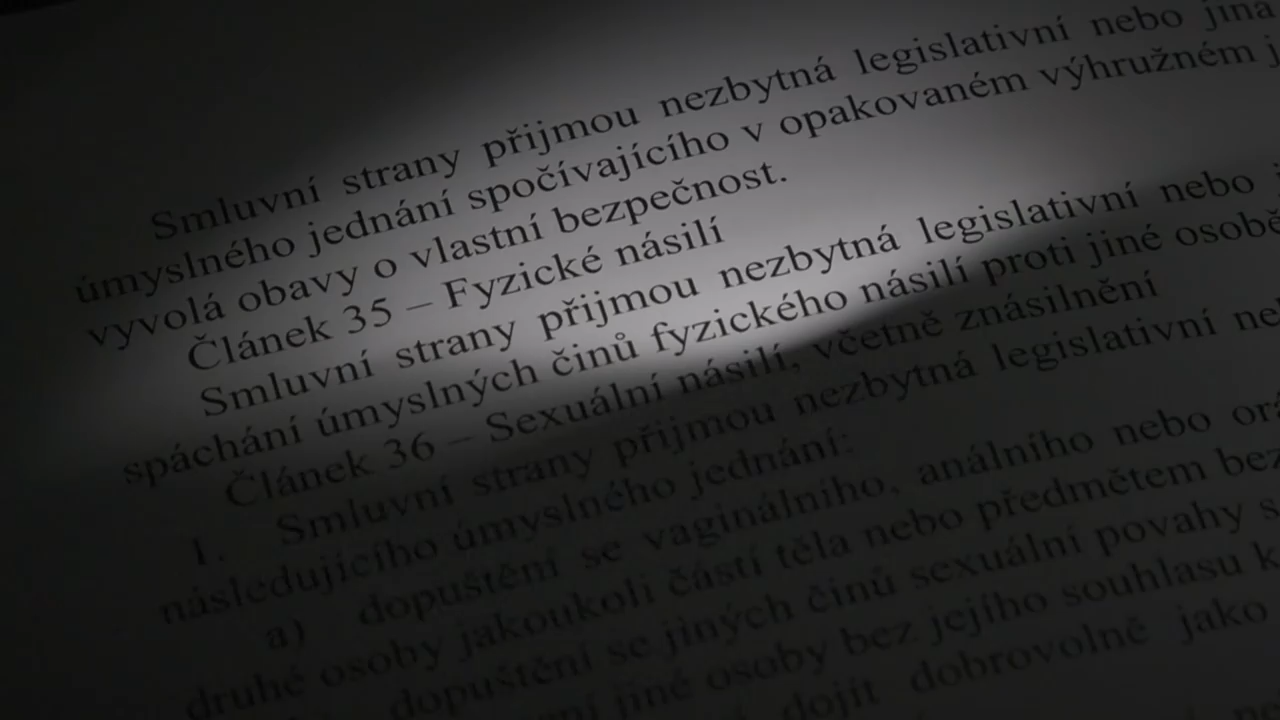 Smluvní strany přijmou nezbytná legislativní nebo jiná
úmyslného jednání spočívajícího v opakovaném výhružném j
vyvolá obavy o vlastní bezpečnost.
Článek 35 – Fyzické násilí
Smluvní strany přijmou nezbytná legislativní nebo
spáchání úmyslných činů fyzického násilí proti jiné osobě
Článek 36 – Sexuální násilí, včetně znásilnění
1. Smluvní strany přijmou nezbytná legislativní ne
následujícího úmyslného jednání:
a) dopuštění se vaginálního, análního nebo
druhé osoby jakoukoli částí těla nebo předmětem bez
dopuštění se jiných činů sexuální povahy s
jiné osoby bez jejího souhlasu k
dojít dobrovolně jako